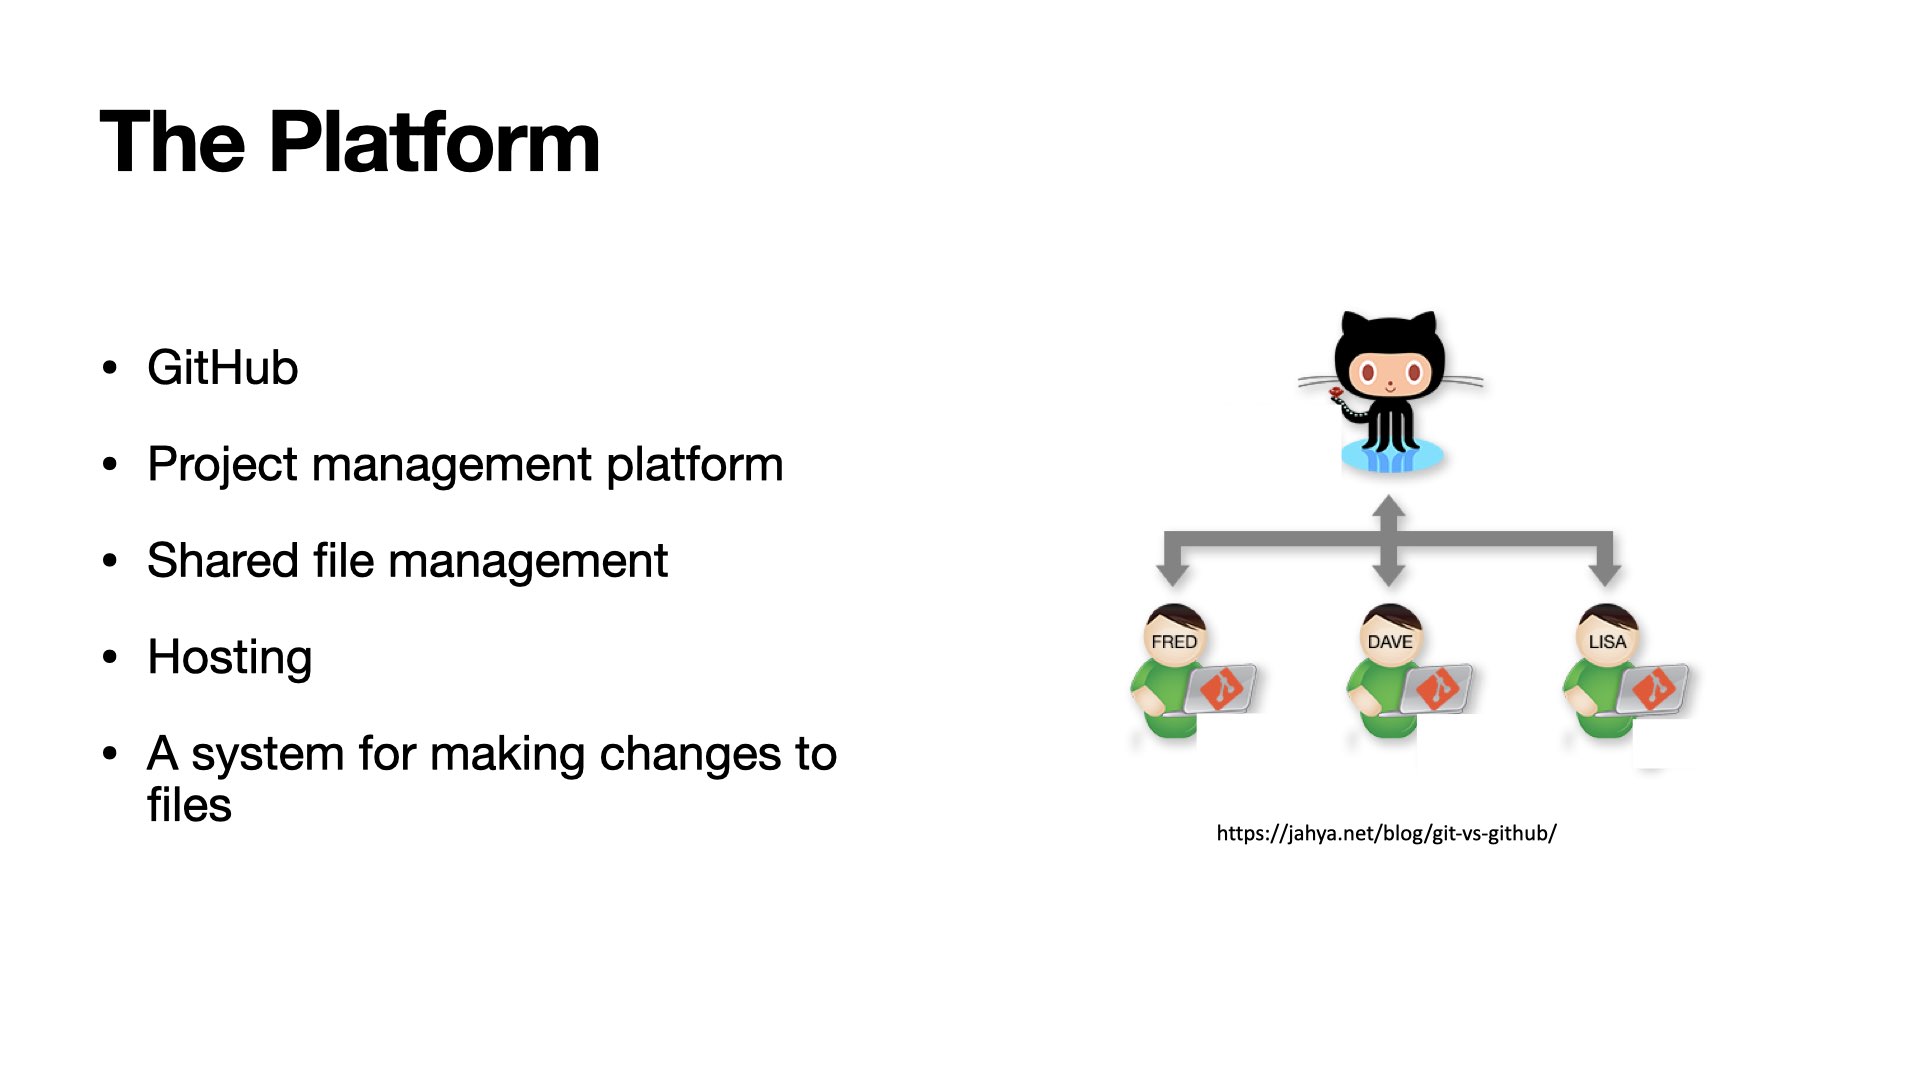 The Platform
• GitHub
• Project management platform
• Shared file management
• Hosting
• A system for making changes to
files
FRED
DAVE
LISA
https://jahya.net/blog/git-vs-github/